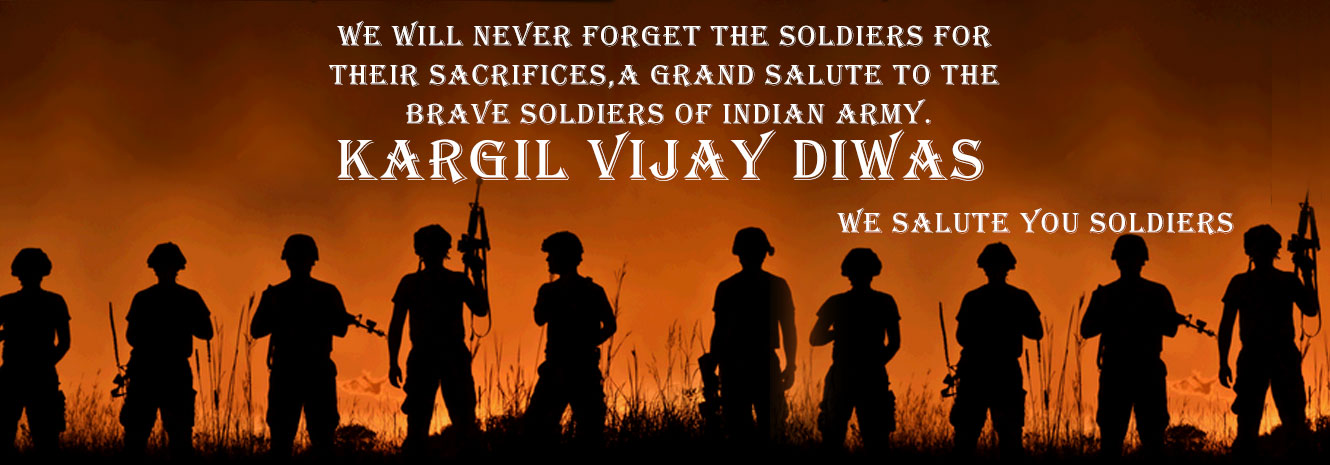 WE WILL NEVER FORGET THE SOLDIERS FOR
THEIR SACRIFICES,A GRAND SALUTE TO THE
BRAVE SOLDIERS OF INDIAN ARMY.
KARGIL VIJAY DIWAS
WE SALUTE YOU SOLDIERS